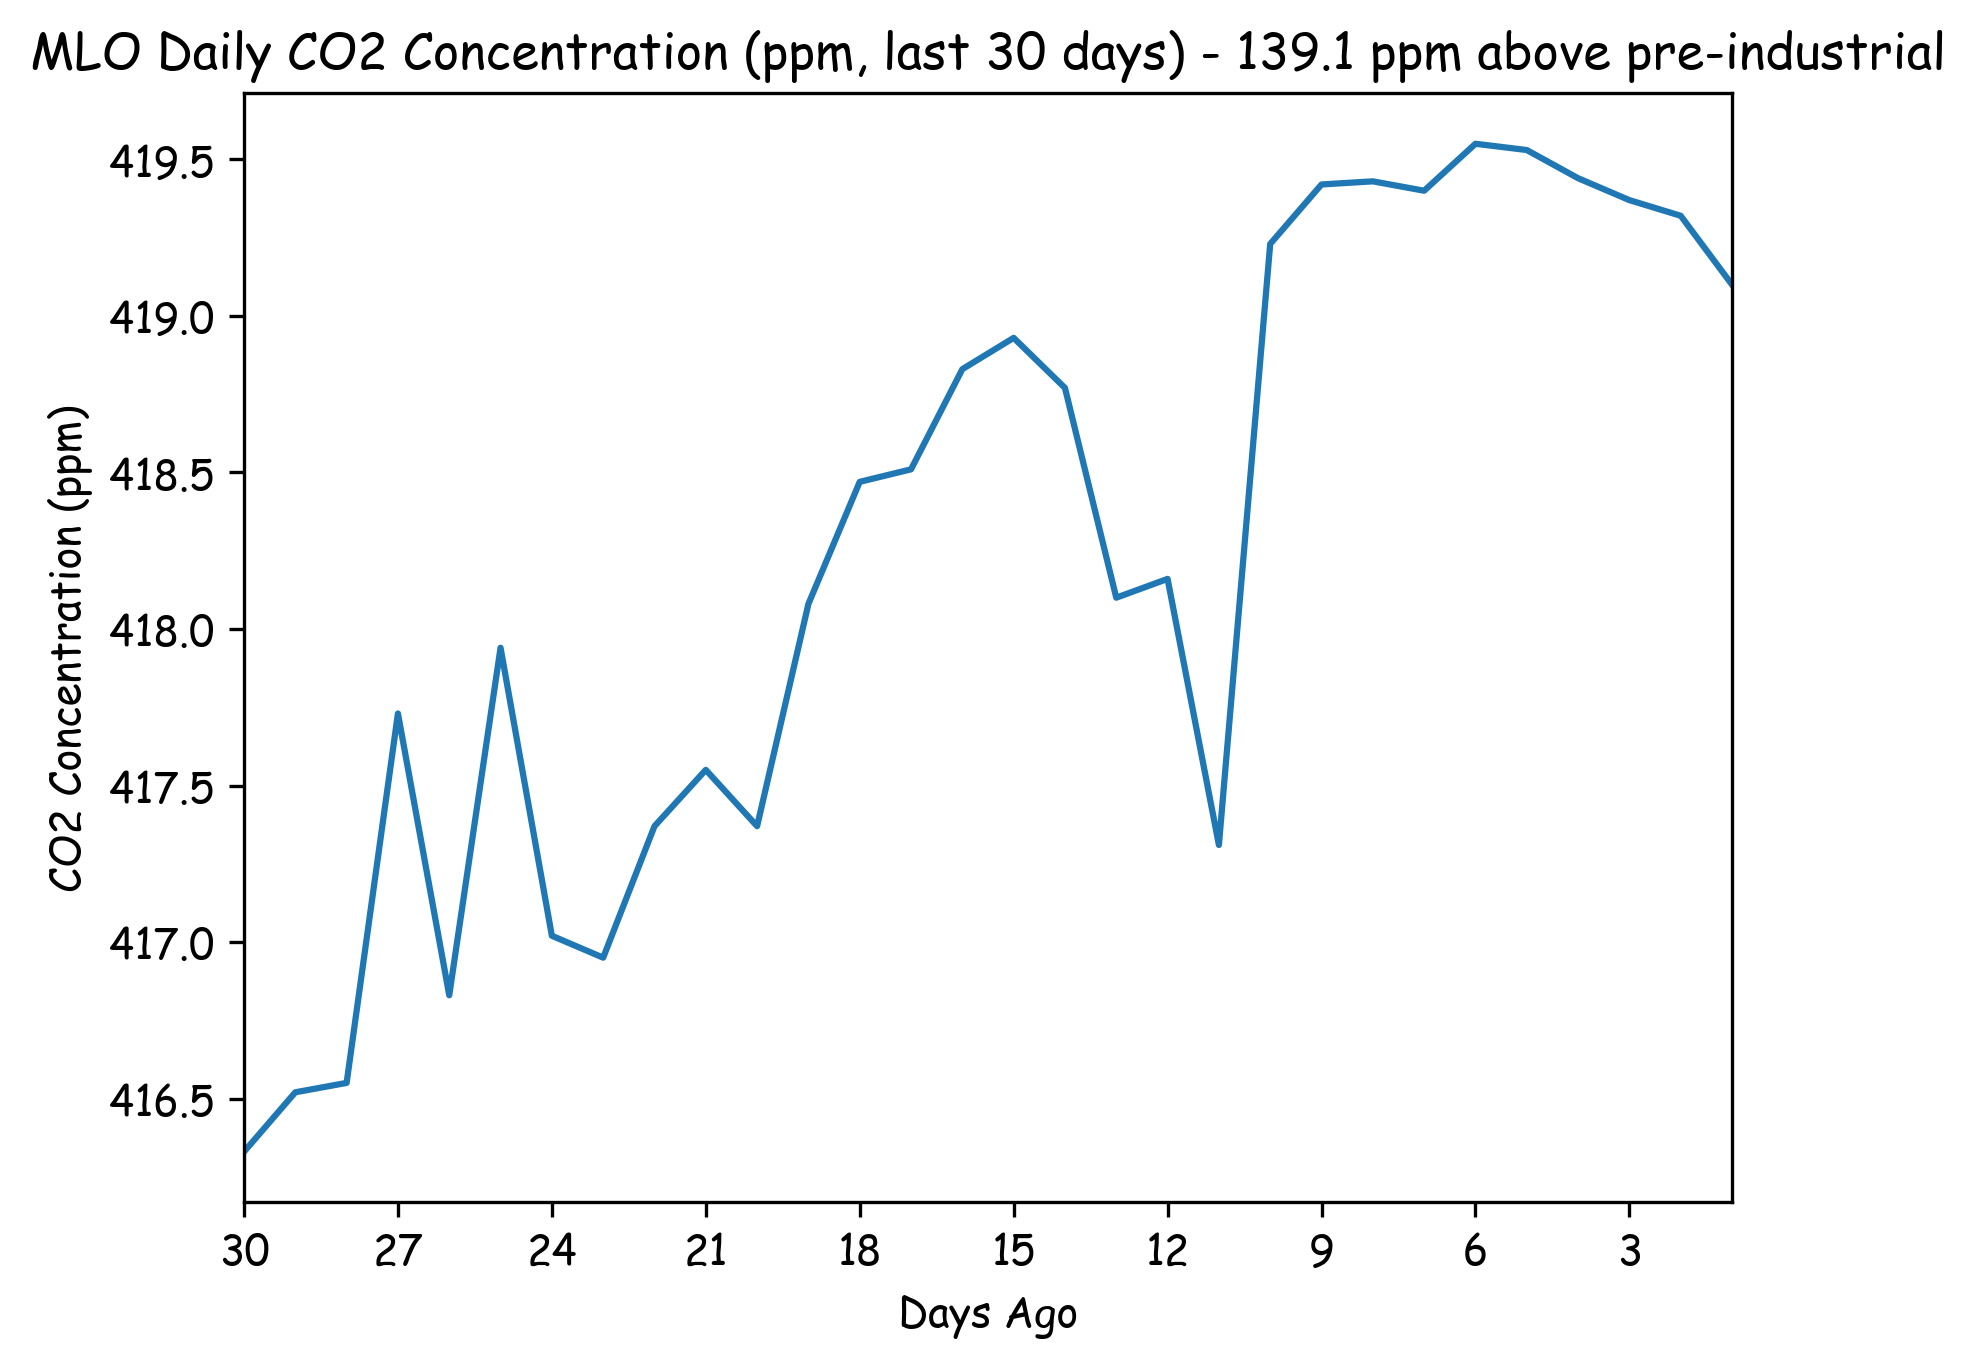 MLO Daily CO2 Concentration (ppm, last 30 days) - 139.1 ppm above pre-industrial
419.5
419.0
418.5
418.0
417.5
417.0
416.5
CO2 Concentration (ppm)
30 27 24 21 18 15 12 9 6 3
Days Ago